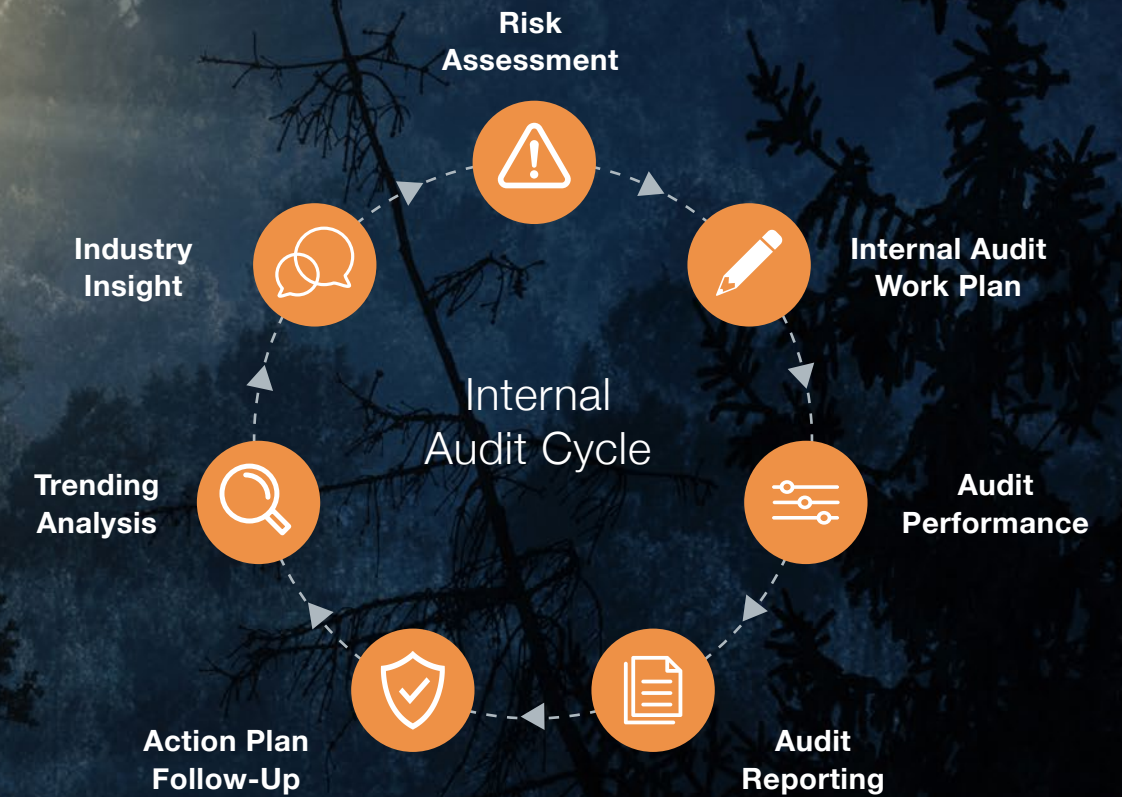 Risk
Assessment
Industry
Insight
Internal Audit
Work Plan
Internal
Audit Cycle
Trending
Analysis
Audit
Performance
Action Plan
Follow-Up
Audit
Reporting